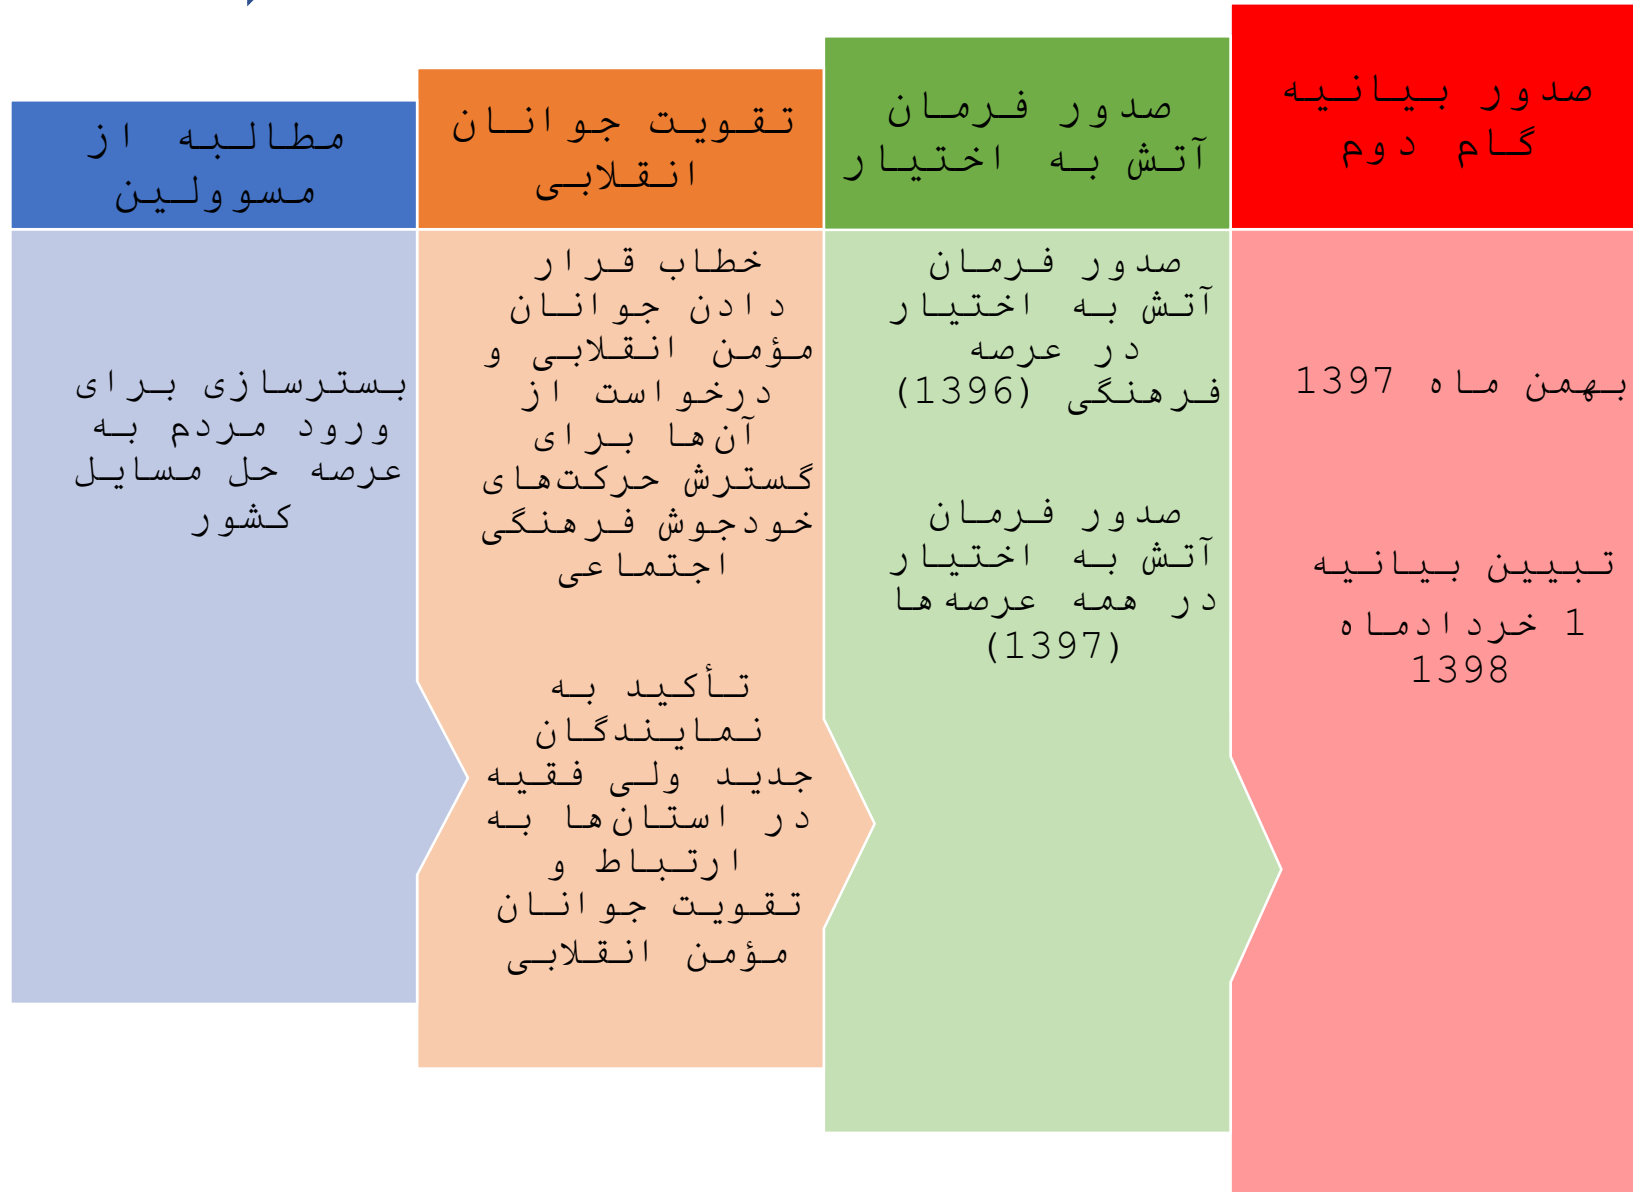 مطالبه از
مسوولین
بسترسازی برای
ورود مردم به
عرصه حل مسایل
کشور
تقویت جوانان
انقلابی
خطاب قرار
دادن جوانان
مؤمن انقلابی و
درخواست از
آن‌ها برای
گسترش حرکت‌های
خودجوش فرهنگی
اجتماعی
تأکید به
نمایندگان
جدید ولی فقیه
در استان‌ها به
ارتباط و
تقویت جوانان
مؤمن انقلابی
صدور فرمان
آتش به اختیار
صدور فرمان
آتش به اختیار
در عرصه
فرهنگی (1396)
صدور فرمان
آتش به اختیار
در همه عرصه‌ها
(1397)
صدور بیانیه
گام دوم
بهمن ماه 1397
تبیین بیانیه
1 خردادماه
1398